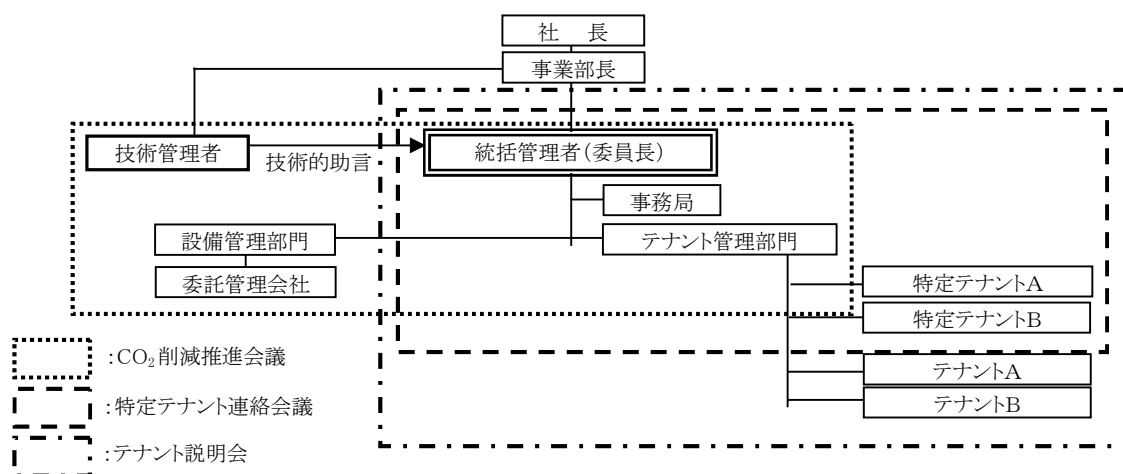 社　長
事業部長
技術管理者
技術的助言
統括管理者（委員長）
事務局
設備管理部門
テナント管理部門
委託管理会社
特定テナントA
特定テナントB
：CO₂削減推進会議
テナントA
：特定テナント連絡会議
テナントB
：テナント説明会